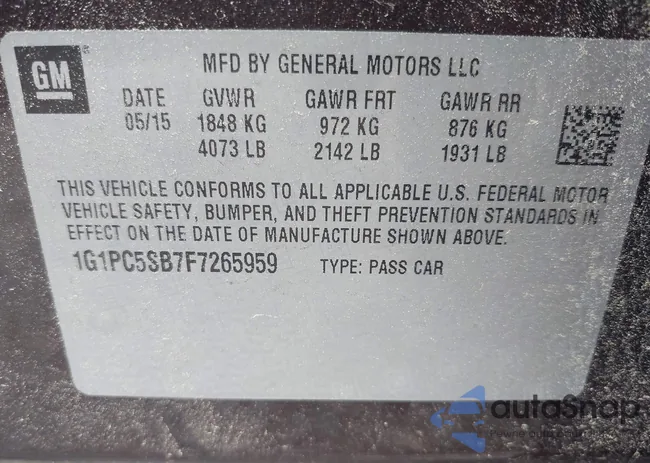 GM
MFD BY GENERAL MOTORS LLC
DATE GVWR GAWR FRT GAWR RR
05/15 1848 KG 972 KG 876 KG
4073 LB 2142 LB 1931 LB
THIS VEHICLE CONFORMS TO ALL APPLICABLE U.S. FEDERAL MOTOR
VEHICLE SAFETY, BUMPER, AND THEFT PREVENTION STANDARDS IN
EFFECT ON THE DATE OF MANUFACTURE SHOWN ABOVE.
1G1PC5SB7F7265959 TYPE: PASS CAR
autoSnap